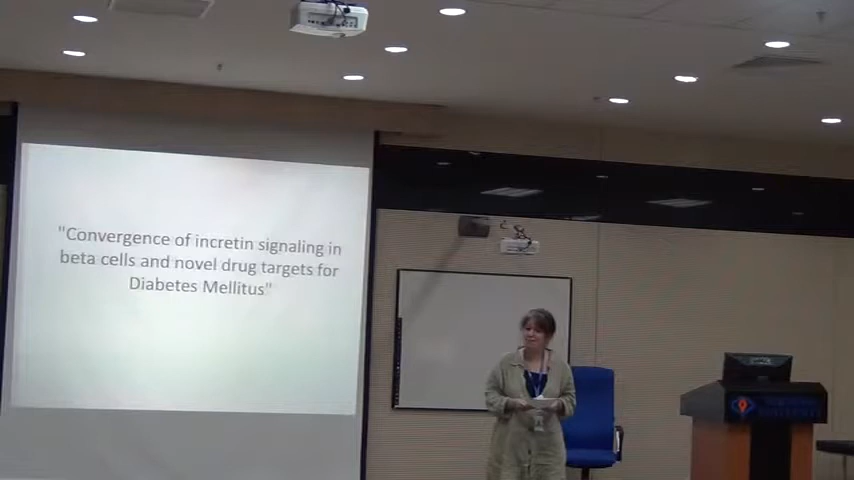 "Convergence of incretin signaling in
beta cells and novel drug targets for
Diabetes Mellitus"